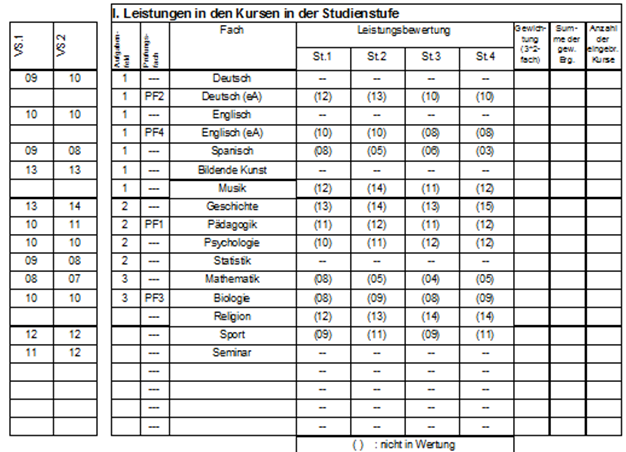 I. Leistungen in den Kursen in der Studienstufe
VS.1 VS.2 Aufgaben-feld Prüfungs-fach Fach Leistungsbewertung Gewich-tung (3*2-fach) Sum-me der gew. Erg. Anzahl der eingebr. Kurse
St.1 St.2 St.3 St.4
09 10 1 --- Deutsch -- -- -- --
1 PF2 Deutsch (eA) (12) (13) (10) (10)
10 10 1 --- Englisch -- -- -- --
1 PF4 Englisch (eA) (10) (10) (08) (08)
09 08 1 --- Spanisch (08) (05) (06) (03)
13 13 1 --- Bildende Kunst -- -- -- --
1 --- Musik (12) (14) (11) (12)
13 14 2 --- Geschichte (13) (14) (13) (15)
10 11 2 PF1 Pädagogik (11) (12) (11) (12)
10 10 2 --- Psychologie (10) (11) (12) (12)
09 08 2 --- Statistik -- -- -- --
08 07 3 --- Mathematik (08) (05) (04) (05)
10 10 3 PF3 Biologie (08) (09) (08) (09)
--- Religion (12) (13) (14) (14)
12 12 --- Sport (09) (11) (09) (11)
11 12 --- Seminar -- -- -- --
--- -- -- -- --
--- -- -- -- --
--- -- -- -- --
--- -- -- -- --
( ) : nicht in Wertung